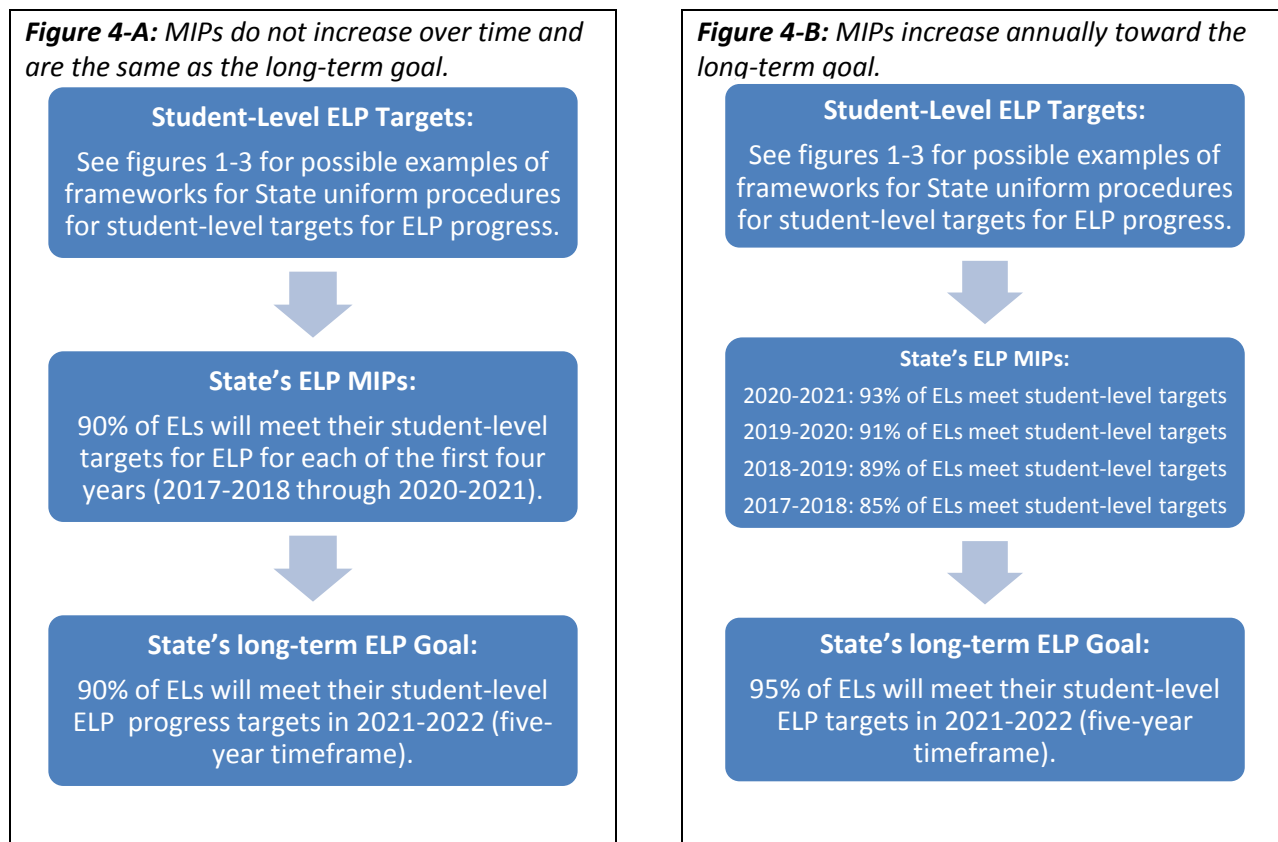 Figure 4-A: MIPs do not increase over time and
are the same as the long-term goal.
Student-Level ELP Targets:
See figures 1-3 for possible examples of
frameworks for State uniform procedures
for student-level targets for ELP progress.
State's ELP MIPs:
90% of ELs will meet their student-level
targets for ELP for each of the first four
years (2017-2018 through 2020-2021).
State's long-term ELP Goal:
90% of ELs will meet their student-level
ELP progress targets in 2021-2022 (five-
year timeframe).
Figure 4-B: MIPs increase annually toward the
long-term goal.
Student-Level ELP Targets:
See figures 1-3 for possible examples of
frameworks for State uniform procedures
for student-level targets for ELP progress.
State's ELP MIPs:
2020-2021: 93% of ELs meet student-level targets
2019-2020: 91% of ELs meet student-level targets
2018-2019: 89% of ELs meet student-level targets
2017-2018: 85% of ELs meet student-level targets
State's long-term ELP Goal:
95% of ELs will meet their student-level
ELP targets in 2021-2022 (five-year
timeframe).